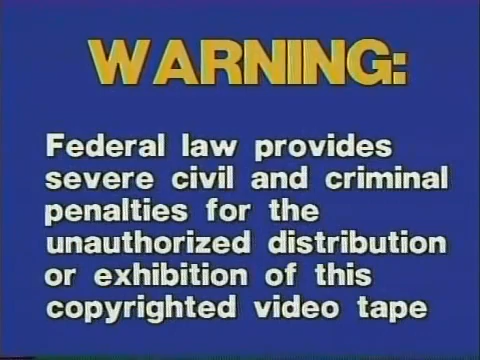 WARNING:
Federal law provides
severe civil and criminal
penalties for the
unauthorized distribution
or exhibition of this
copyrighted video tape